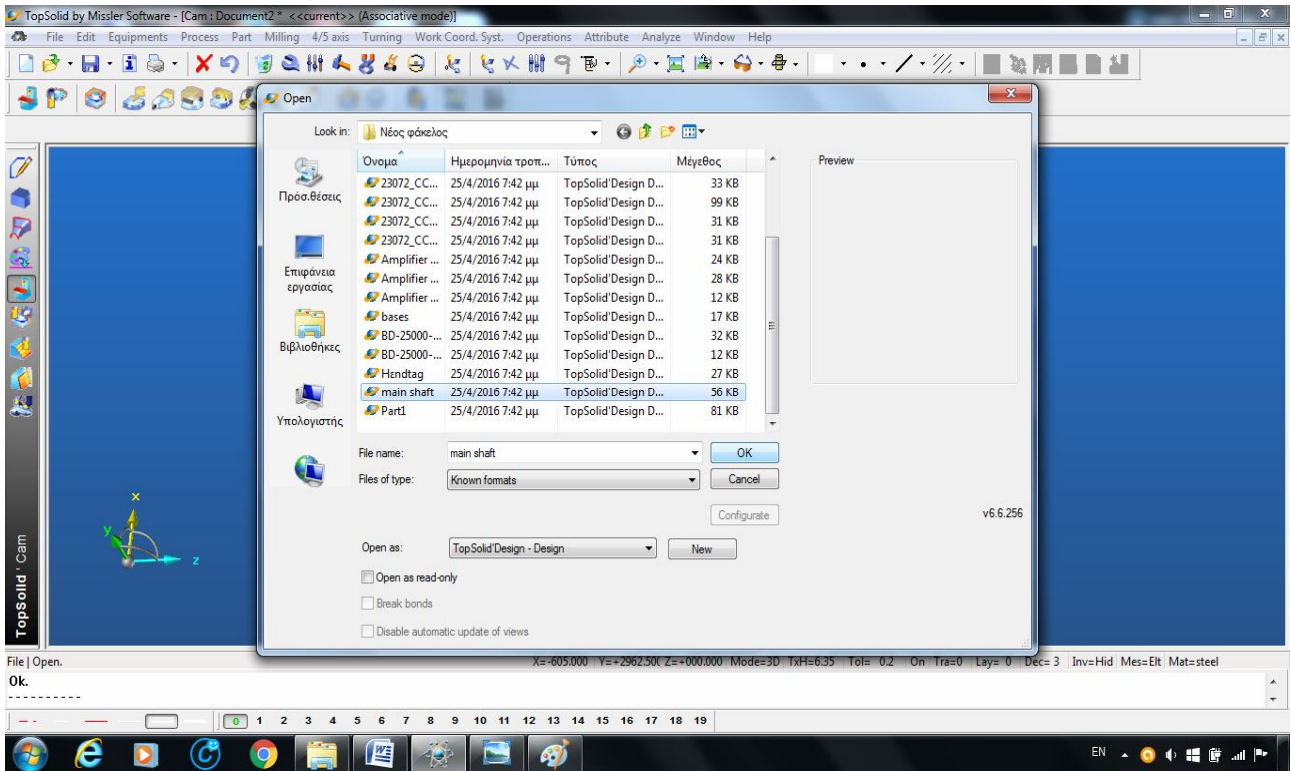 TopSolid by Missler Software - [Cam : Document2 * <<current>> (Associative mode)]
File Edit Equipments Process Part Milling 4/5 axis Turning Work Coord. Syst. Operations Attribute Analyze Window Help
Open
Look in: Νέος φάκελος
Όνομα Ημερομηνία τροπ... Τύπος Μέγεθος Preview
23072_CC... 25/4/2016 7:42 μμ TopSolid'Design D... 33 KB
23072_CC... 25/4/2016 7:42 μμ TopSolid'Design D... 99 KB
23072_CC... 25/4/2016 7:42 μμ TopSolid'Design D... 31 KB
23072_CC... 25/4/2016 7:42 μμ TopSolid'Design D... 31 KB
Amplifier ... 25/4/2016 7:42 μμ TopSolid'Design D... 24 KB
Amplifier ... 25/4/2016 7:42 μμ TopSolid'Design D... 28 KB
Amplifier ... 25/4/2016 7:42 μμ TopSolid'Design D... 12 KB
bases 25/4/2016 7:42 μμ TopSolid'Design D... 17 KB
BD-25000-... 25/4/2016 7:42 μμ TopSolid'Design D... 32 KB
BD-25000-... 25/4/2016 7:42 μμ TopSolid'Design D... 12 KB
Hendtag 25/4/2016 7:42 μμ TopSolid'Design D... 27 KB
main shaft 25/4/2016 7:42 μμ TopSolid'Design D... 56 KB
Part1 25/4/2016 7:42 μμ TopSolid'Design D... 81 KB
Πρόσ.θέσεις
Επιφάνεια
εργασίας
Βιβλιοθήκες
Υπολογιστής
File name: main shaft OK
Files of type: Known formats Cancel
Configurate
v6.6.256
Open as: TopSolid'Design - Design New
Open as read-only
Break bonds
Disable automatic update of views
x
y
z
TopSolid ' Cam
File | Open. X=-605.000 Y=+2962.50( Z=+000.000 Mode=3D TxH=6.35 Tol= 0.2 On Tra=0 Lay= 0 Dec= 3 Inv=Hid Mes=Elt Mat=steel
Ok.
----------
0 1 2 3 4 5 6 7 8 9 10 11 12 13 14 15 16 17 18 19
EN